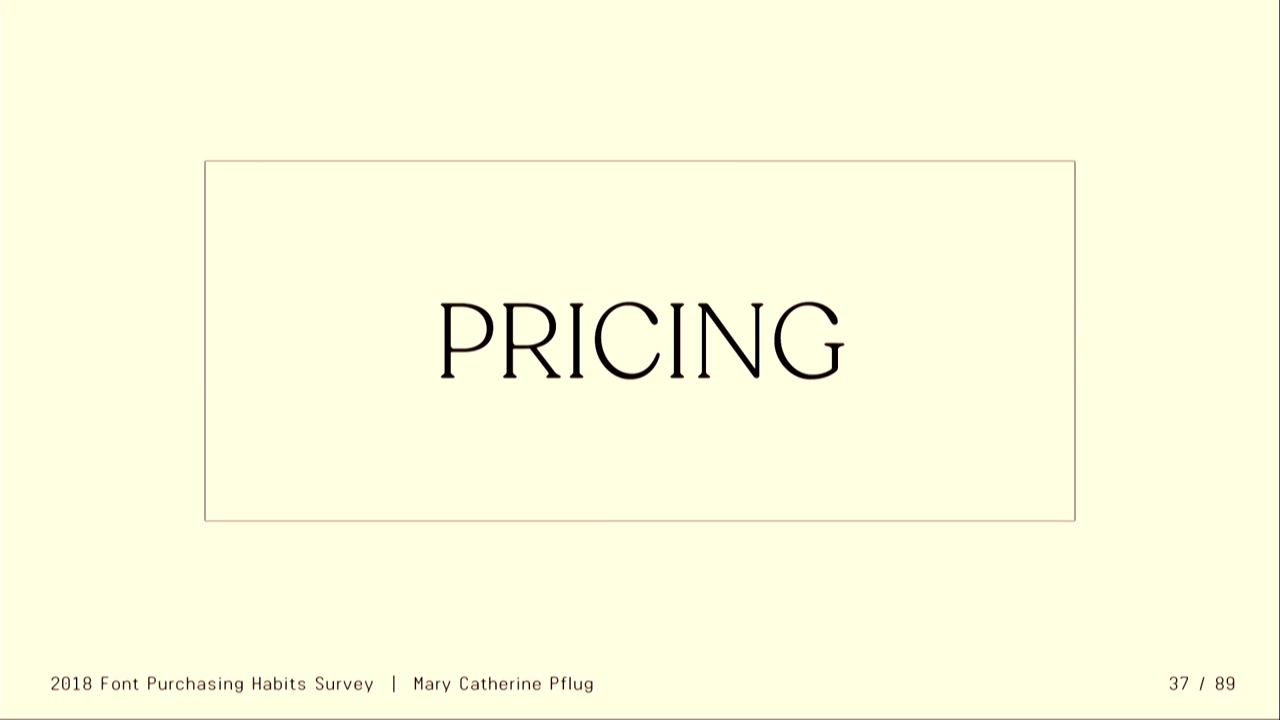 PRICING
2018 Font Purchasing Habits Survey | Mary Catherine Pflug
37 / 89